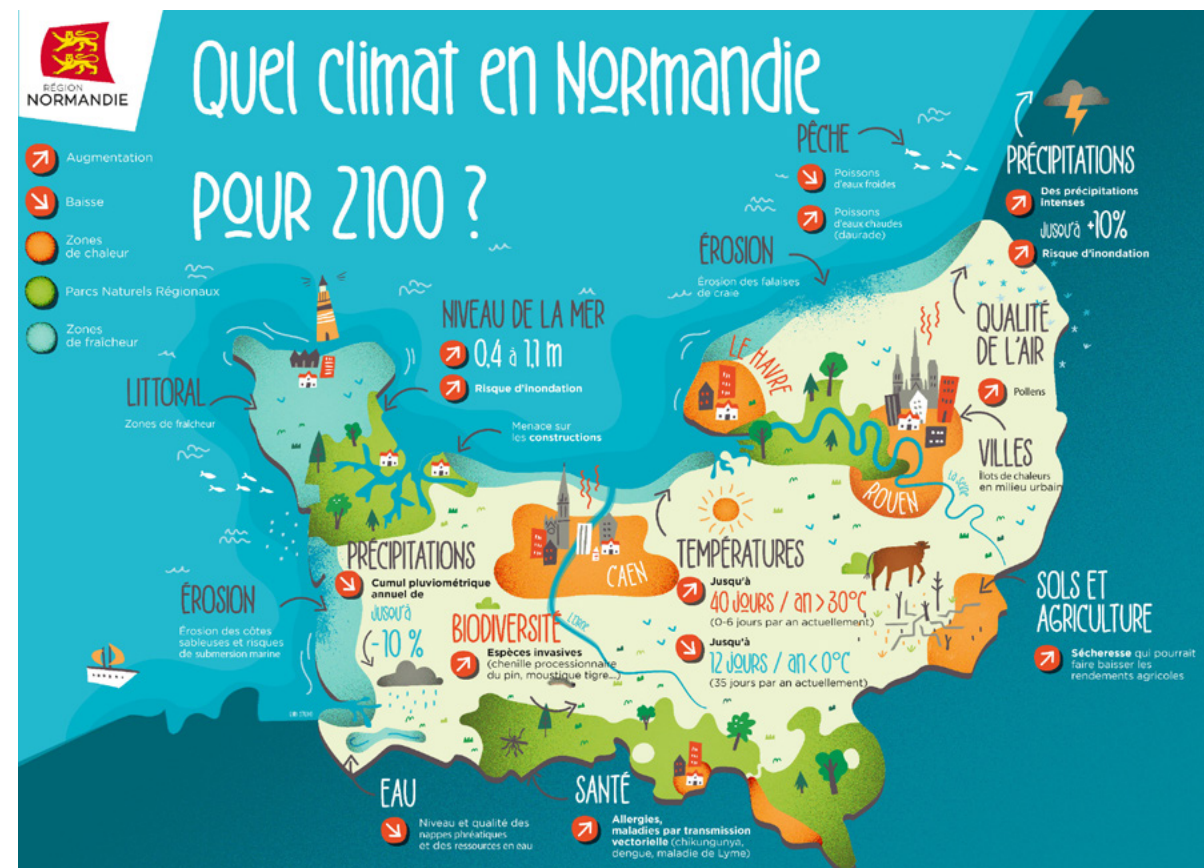 RÉGION
NORMANDIE
Quel climat en Normandie
pour 2100 ?
Augmentation
Baisse
Zones
de chaleur
Parcs Naturels Régionaux
Zones
de fraîcheur
PÊCHE
Poissons
d'eaux froides
Poissons
d'eaux chaudes
(daurade)
PRÉCIPITATIONS
Des précipitations
intenses
Jusqu'à +10%
Risque d'inondation
ÉROSION
Érosion des falaises
de craie
NIVEAU DE LA MER
0,4 à 1,1 m
Risque d'inondation
LITTORAL
Zones de fraîcheur
Menace sur
les constructions
LE HAVRE
QUALITÉ
DE L'AIR
Pollens
VILLES
Îlots de chaleurs
en milieu urbain
ROUEN
La Seine
CAEN
L'Orne
PRÉCIPITATIONS
Cumul pluviométrique
annuel de
Jusqu'à
-10 %
ÉROSION
Érosion des côtes
sableuses et risques
de submersion marine
BIODIVERSITÉ
Espèces invasives
(chenille processionnaire
du pin, moustique tigre...)
TEMPÉRATURES
Jusqu'à
40 jours / an > 30°C
(0-6 jours par an actuellement)
Jusqu'à
12 jours / an < 0°C
(35 jours par an actuellement)
SOLS ET
AGRICULTURE
Sécheresse qui pourrait
faire baisser les
rendements agricoles
EAU
Niveau et qualité des
nappes phréatiques
et des ressources en eau
SANTÉ
Allergies,
maladies par transmission
vectorielle (chikungunya,
dengue, maladie de Lyme)